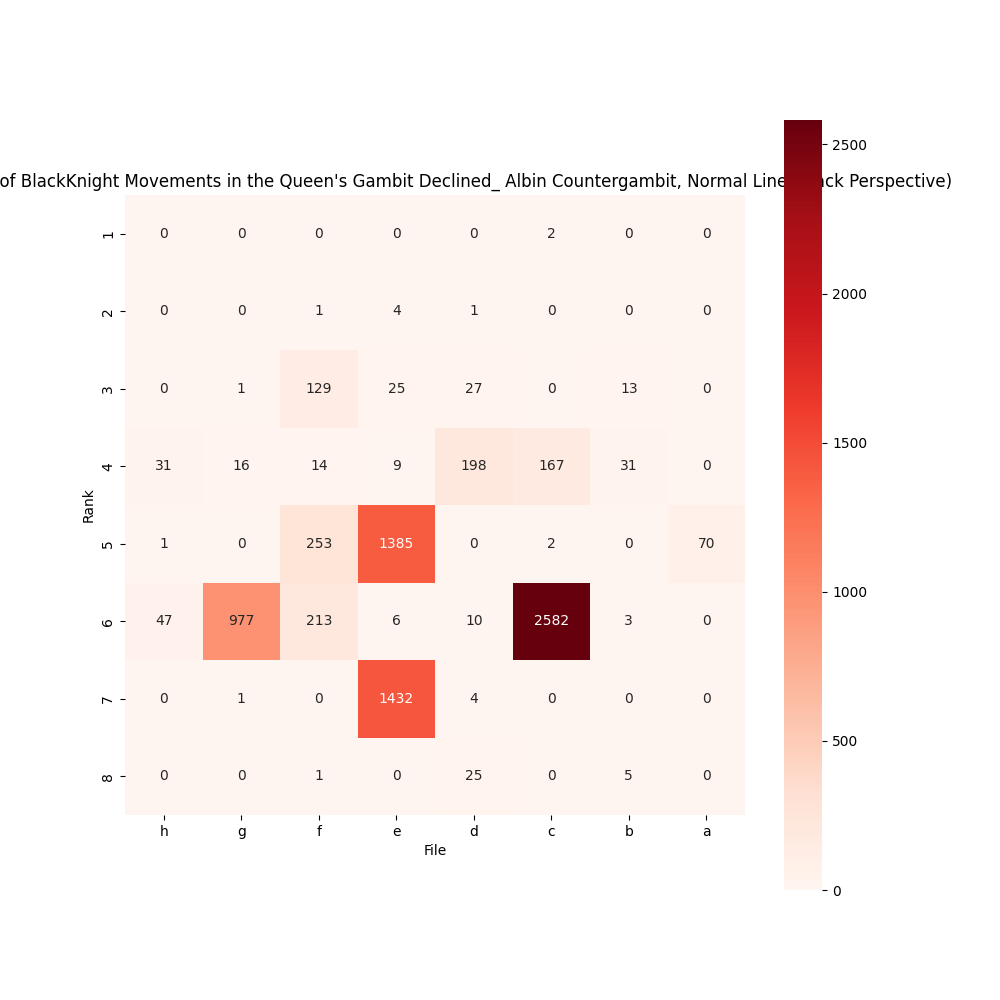 of BlackKnight Movements in the Queen's Gambit Declined_ Albin Countergambit, Normal Line ck Perspective)
1 0 0 0 0 0 2 0 0
2 0 0 1 4 1 0 0 0
3 0 1 129 25 27 0 13 0
4 31 16 14 9 198 167 31 0
5 1 0 253 1385 0 2 0 70
6 47 977 213 6 10 2582 3 0
7 0 1 0 1432 4 0 0 0
8 0 0 1 0 25 0 5 0
h g f e d c b a
Rank
File
2500
2000
1500
1000
500
0